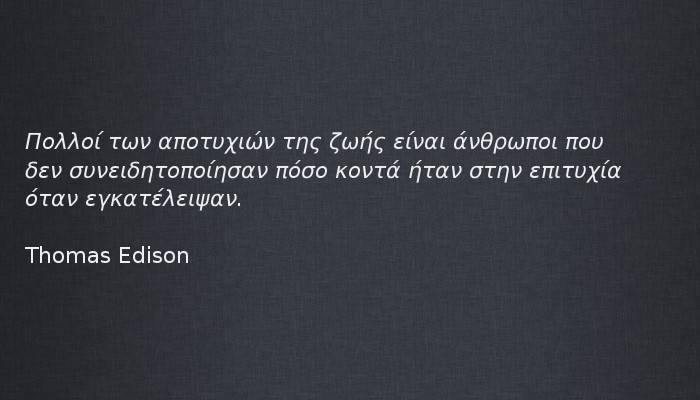 Πολλοί των αποτυχιών της ζωής είναι άνθρωποι που
δεν συνειδητοποίησαν πόσο κοντά ήταν στην επιτυχία
όταν εγκατέλειψαν.
Thomas Edison